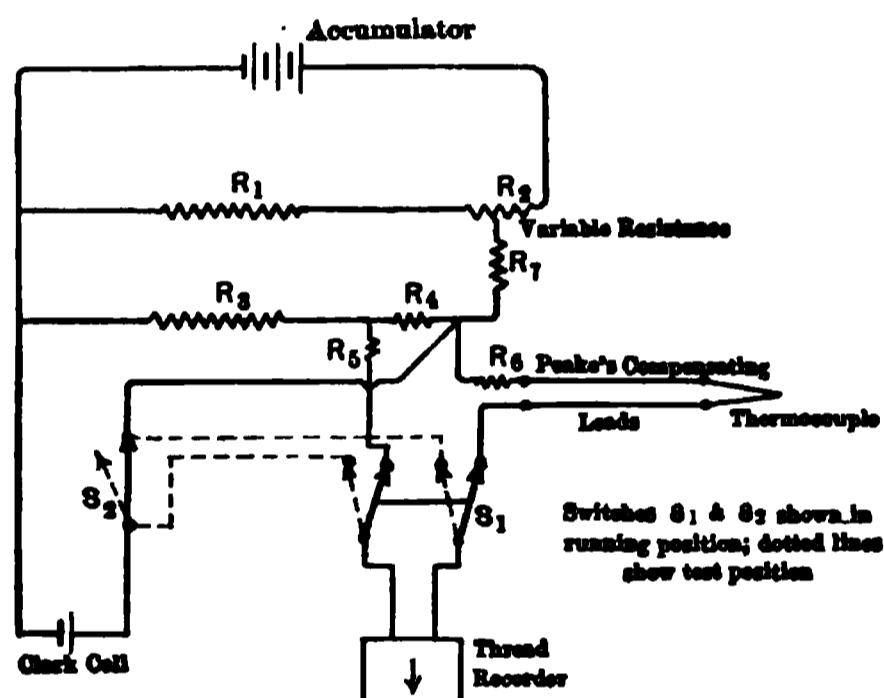 Accumulator
R1
R2
Variable Resistance
R7
R3
R4
R5
R6 Peake's Compensating
Leads
Thermocouple
S2
S1
Switches S1 & S2 shown in
running position; dotted lines
show test position
Clark Cell
Thread
Recorder